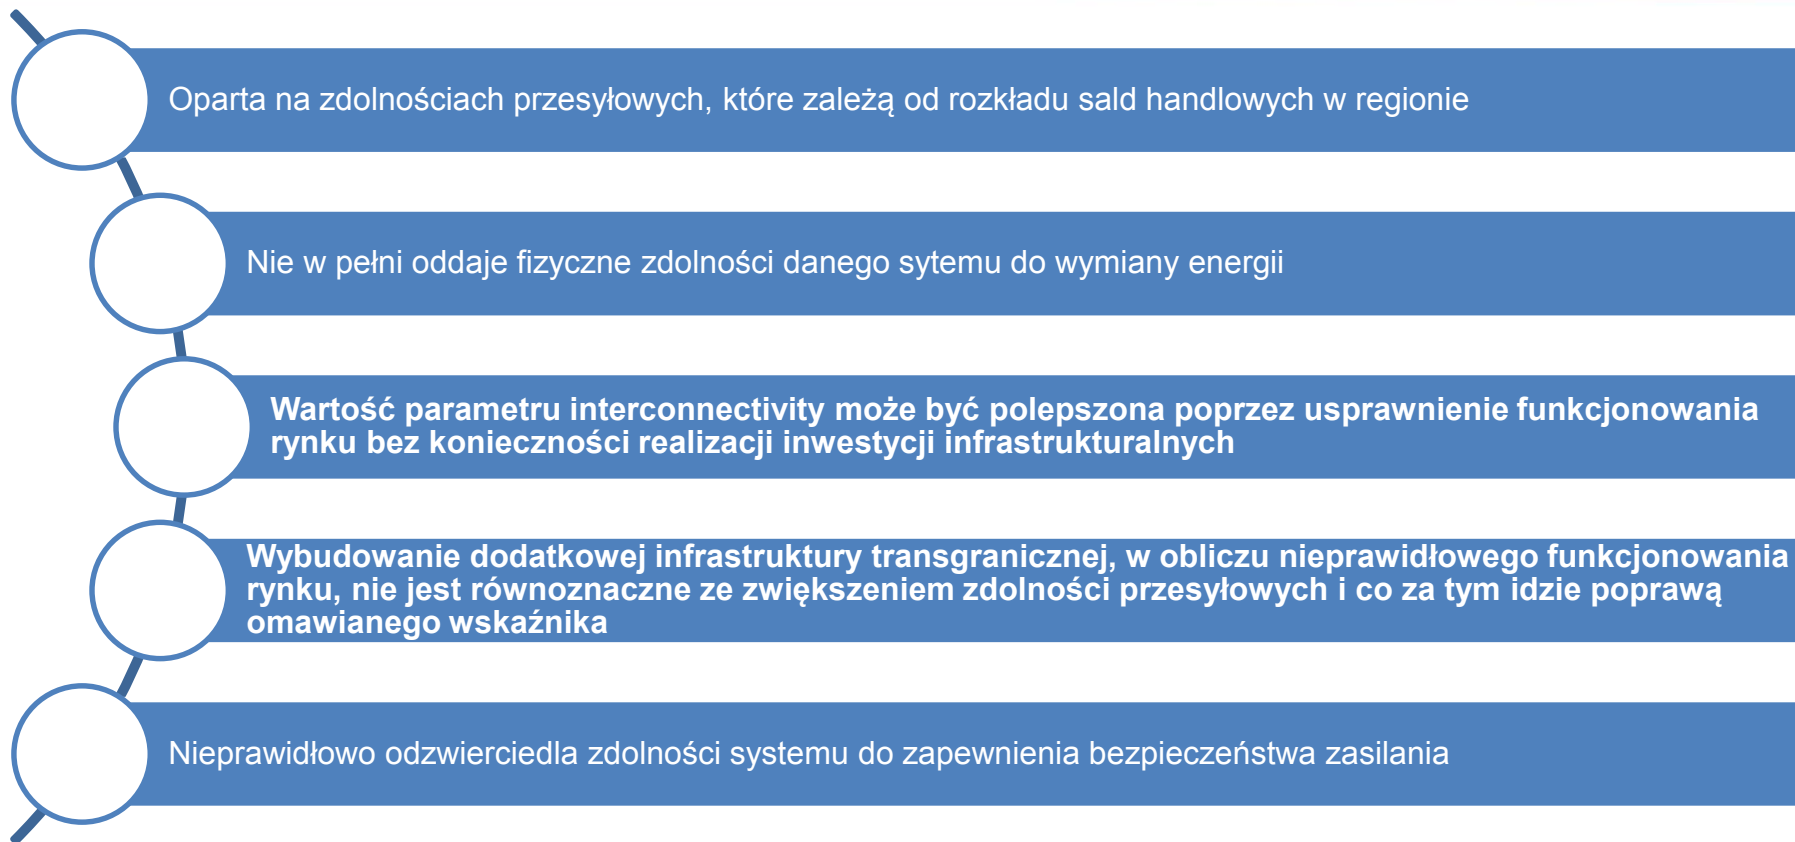 Oparta na zdolnościach przesyłowych, które zależą od rozkładu sald handlowych w regionie
Nie w pełni oddaje fizyczne zdolności danego sytemu do wymiany energii
Wartość parametru interconnectivity może być polepszona poprzez usprawnienie funkcjonowania
rynku bez konieczności realizacji inwestycji infrastrukturalnych
Wybudowanie dodatkowej infrastruktury transgranicznej, w obliczu nieprawidłowego funkcjonowania
rynku, nie jest równoznaczne ze zwiększeniem zdolności przesyłowych i co za tym idzie poprawą
omawianego wskaźnika
Nieprawidłowo odzwierciedla zdolności systemu do zapewnienia bezpieczeństwa zasilania